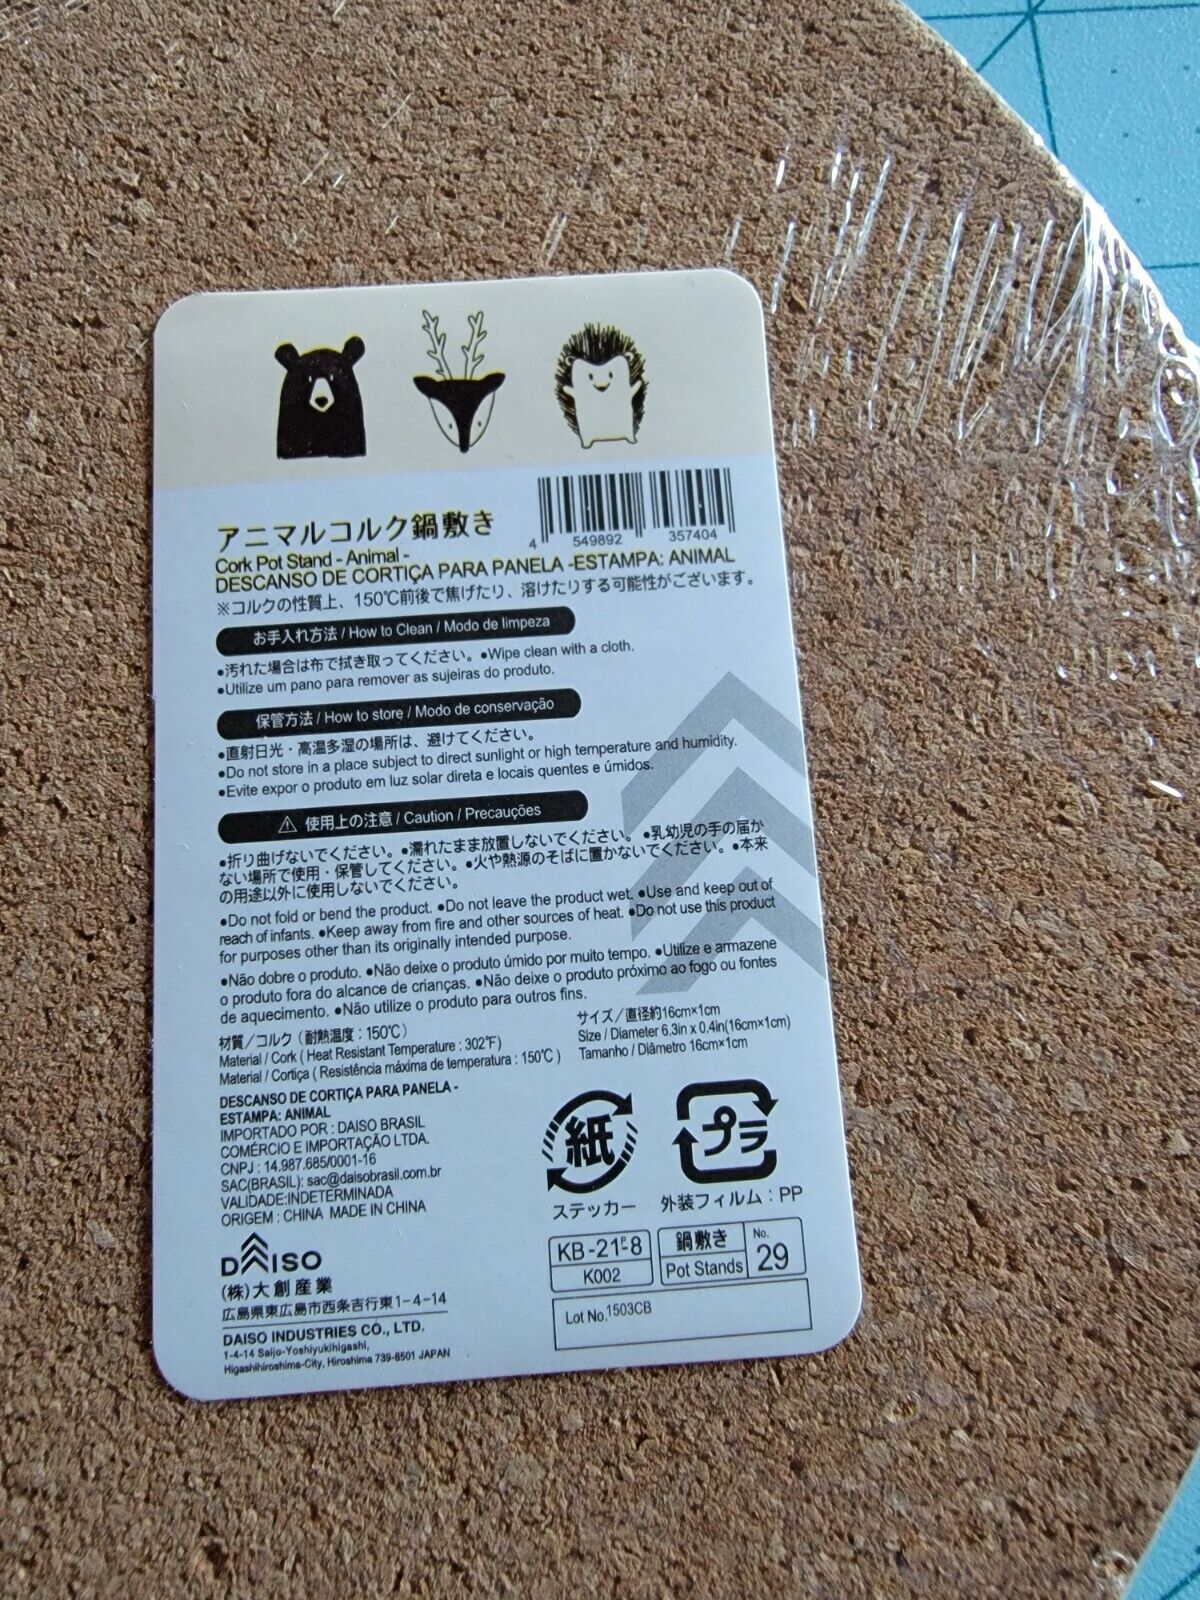 アニマルコルク鍋敷き
4 549892 357404
Cork Pot Stand - Animal -
DESCANSO DE CORTIÇA PARA PANELA -ESTAMPA: ANIMAL
※コルクの性質上、150℃前後で焦げたり、溶けたりする可能性がございます。
お手入れ方法 / How to Clean / Modo de limpeza
●汚れた場合は布で拭き取ってください。●Wipe clean with a cloth.
●Utilize um pano para remover as sujeiras do produto.
保管方法 / How to store / Modo de conservação
●直射日光・高温多湿の場所は、避けてください。
●Do not store in a place subject to direct sunlight or high temperature and humidity.
●Evite expor o produto em luz solar direta e locais quentes e úmidos.
⚠ 使用上の注意 / Caution / Precauções
●折り曲げないでください。●濡れたまま放置しないでください。●乳幼児の手の届か
ない場所で使用・保管してください。●火や熱源のそばに置かないでください。●本来
の用途以外に使用しないでください。
●Do not fold or bend the product. ●Do not leave the product wet. ●Use and keep out of
reach of infants. ●Keep away from fire and other sources of heat. ●Do not use this product
for purposes other than its originally intended purpose.
●Não dobre o produto. ●Não deixe o produto úmido por muito tempo. ●Utilize e armazene
o produto fora do alcance de crianças. ●Não deixe o produto próximo ao fogo ou fontes
de aquecimento. ●Não utilize o produto para outros fins.
材質／コルク（耐熱温度：150℃）
Material / Cork ( Heat Resistant Temperature : 302℉)
Material / Cortiça ( Resistência máxima de temperatura : 150℃ )
サイズ／直径約16cm×1cm
Size / Diameter 6.3in x 0.4in(16cm×1cm)
Tamanho / Diâmetro 16cm×1cm
DESCANSO DE CORTIÇA PARA PANELA -
ESTAMPA: ANIMAL
IMPORTADO POR : DAISO BRASIL
COMÉRCIO E IMPORTAÇÃO LTDA.
CNPJ : 14.987.685/0001-16
SAC(BRASIL): sac@daisobrasil.com.br
VALIDADE:INDETERMINADA
ORIGEM : CHINA MADE IN CHINA
紙
ステッカー
プラ
外装フィルム：PP
DAISO
(株)大創産業
広島県東広島市西条吉行東1-4-14
DAISO INDUSTRIES CO., LTD.
1-4-14 Saijo-Yoshiyukihigashi,
Higashihiroshima-City, Hiroshima 739-8501 JAPAN
KB-21P-8
K002
鍋敷き
Pot Stands
No.
29
Lot No.1503CB